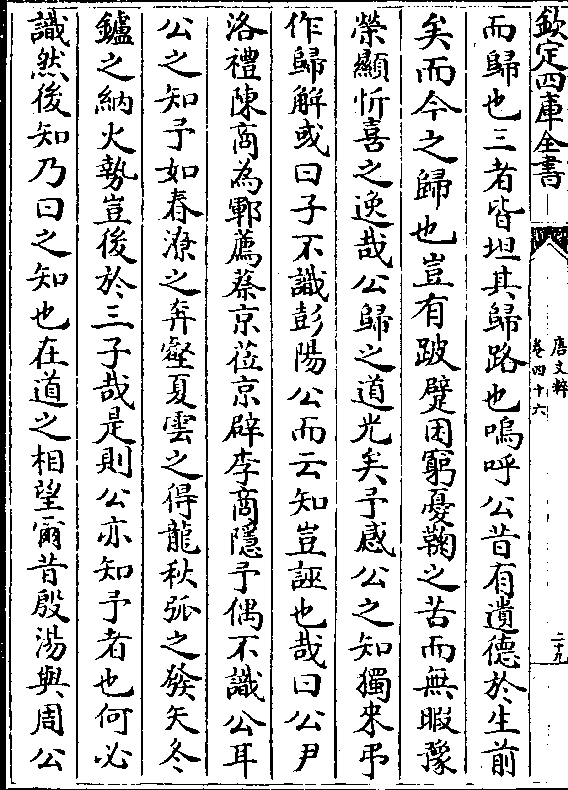 欽定四庫全書
唐文粹
卷四十六
二十九
而歸也三者皆坦其歸路也嗚呼公昔有遺德於生前
矣而今之歸也豈有跛躄困窮憂鞠之苦而無暇豫
榮顯忻喜之逸哉公歸之道光矣予感公之知獨來弔
作歸解或曰子不識彭陽公而云知豈誣也哉曰公尹
洛禮陳商為鄲薦蔡京蒞京辟李商隱予偶不識公耳
公之知予如春潦之奔壑夏雲之得龍秋弧之發矢冬
鑪之納火勢豈後於三子哉是則公亦知予者也何必
識然後知乃曰之知也在道之相望爾昔殷湯與周公